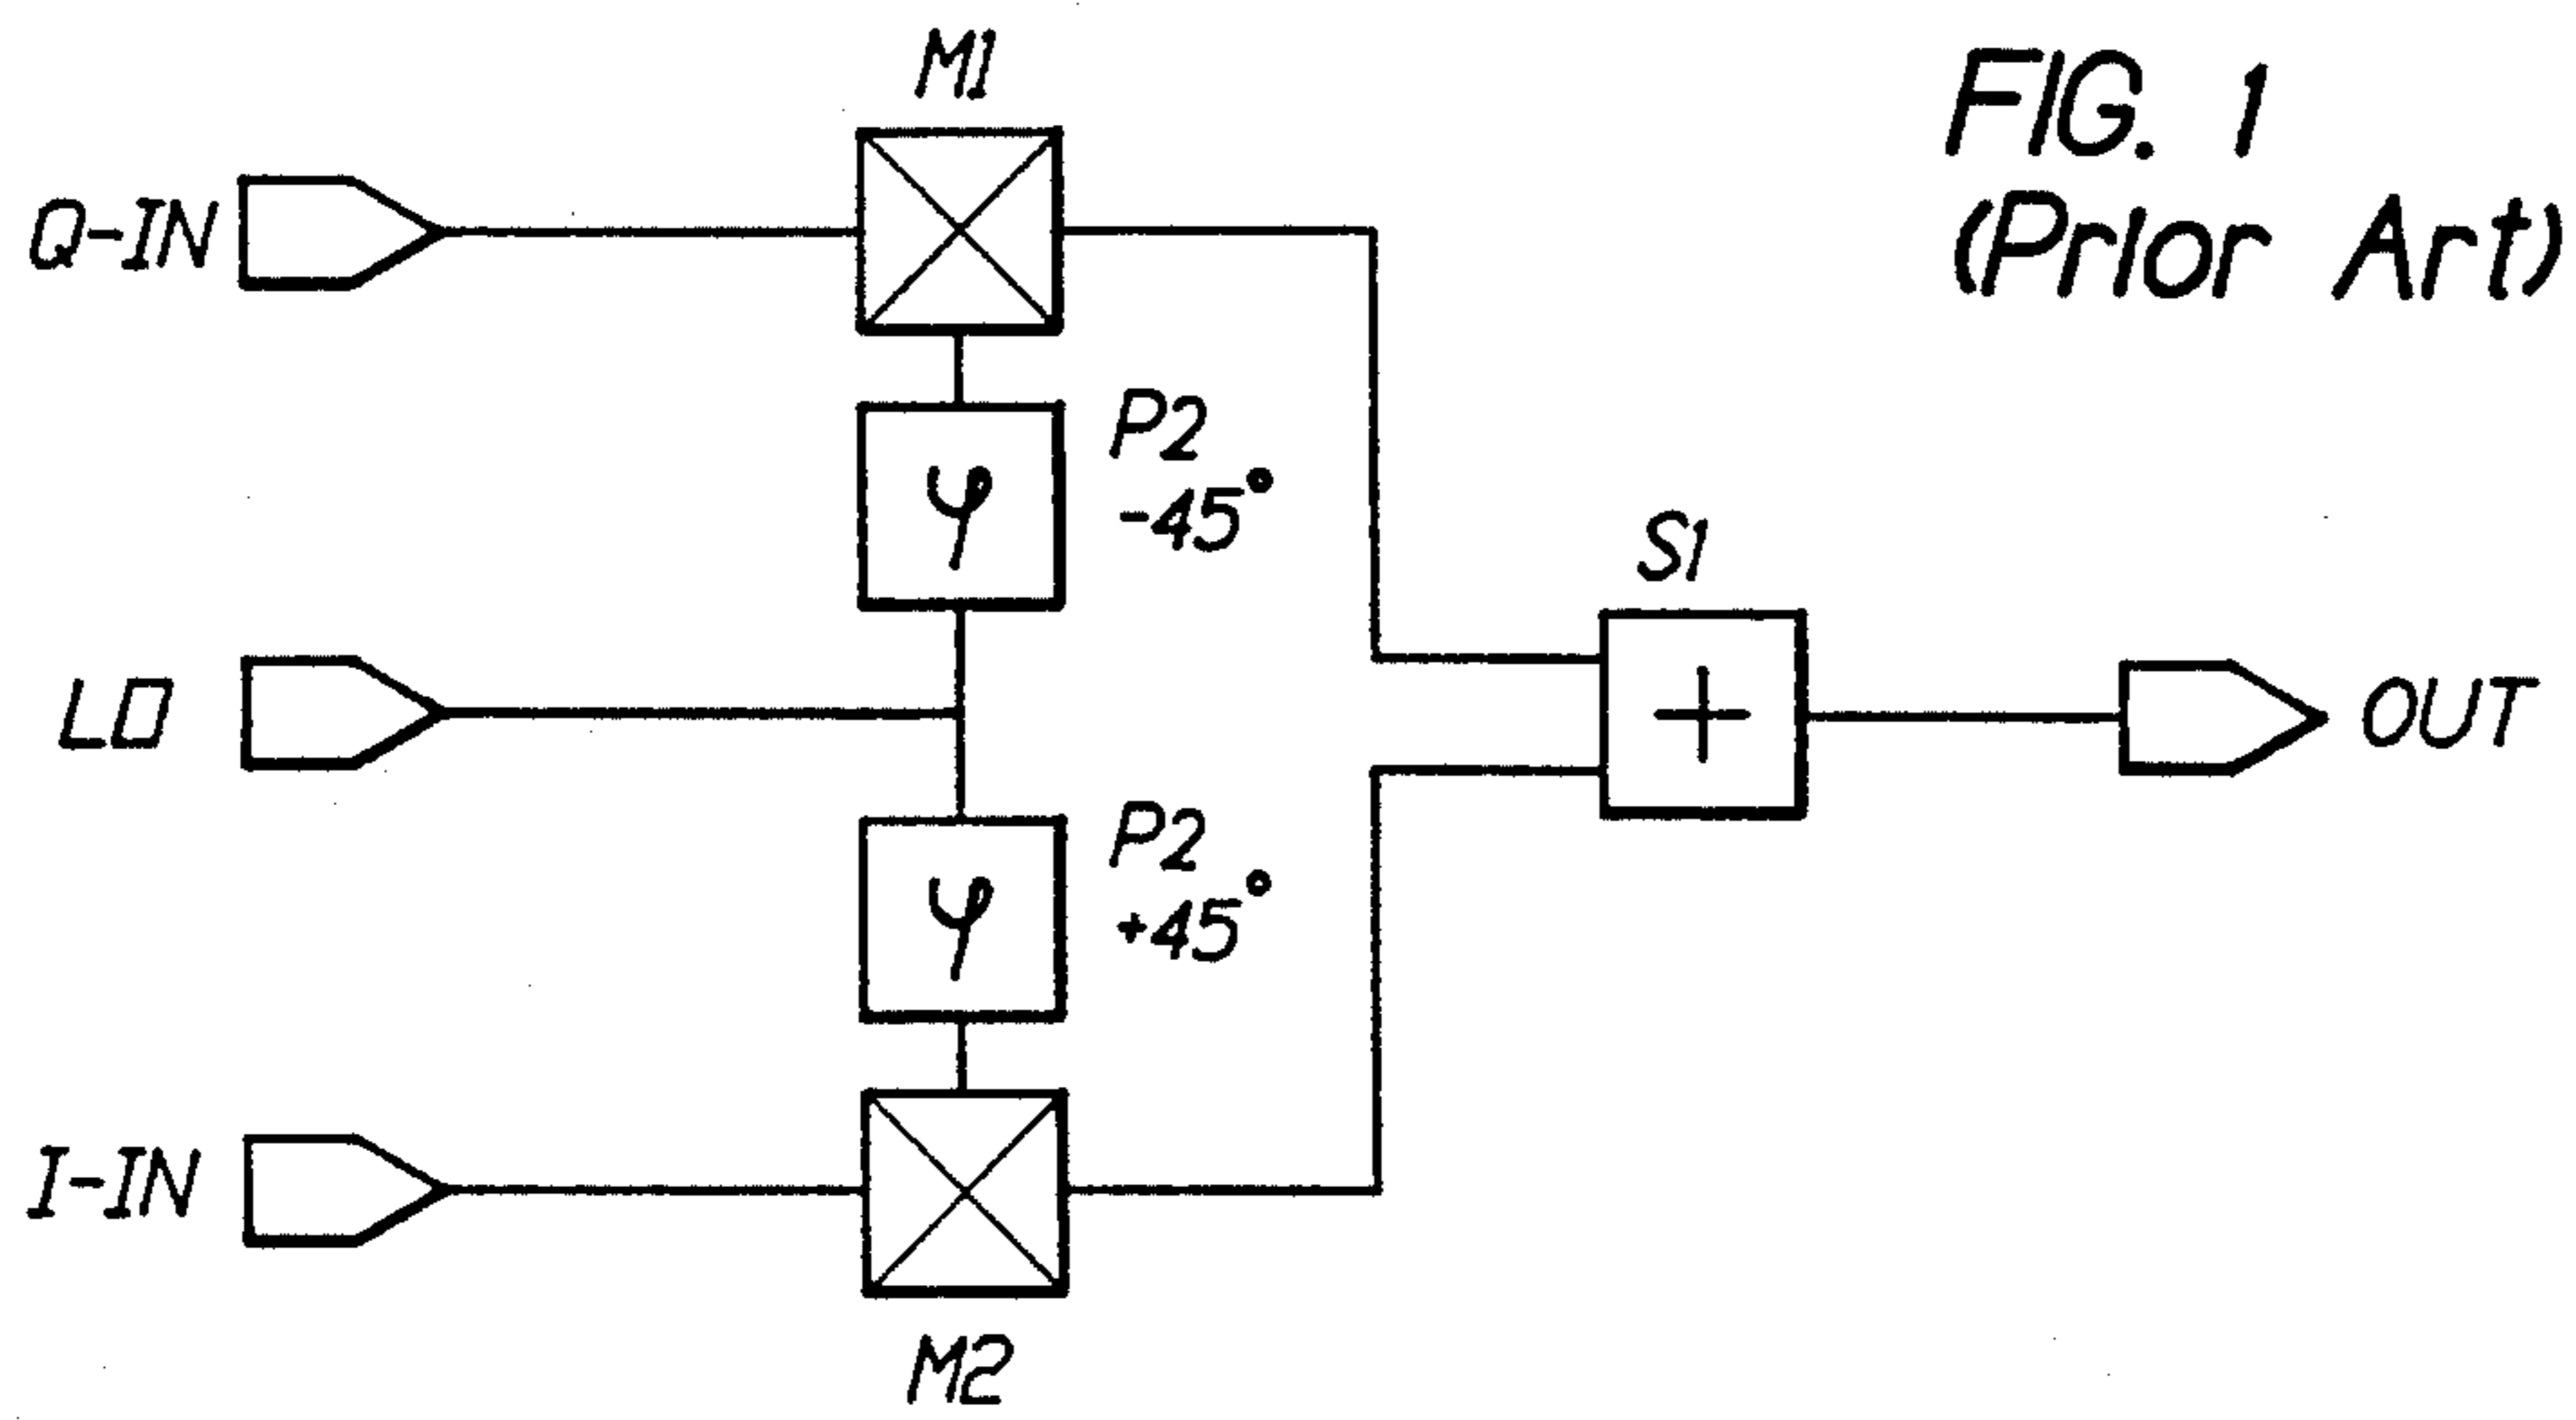 M1
FIG. 1
(Prior Art)
Q-IN
P2
-45°
φ
S1
LO
+
OUT
P2
+45°
φ
I-IN
M2